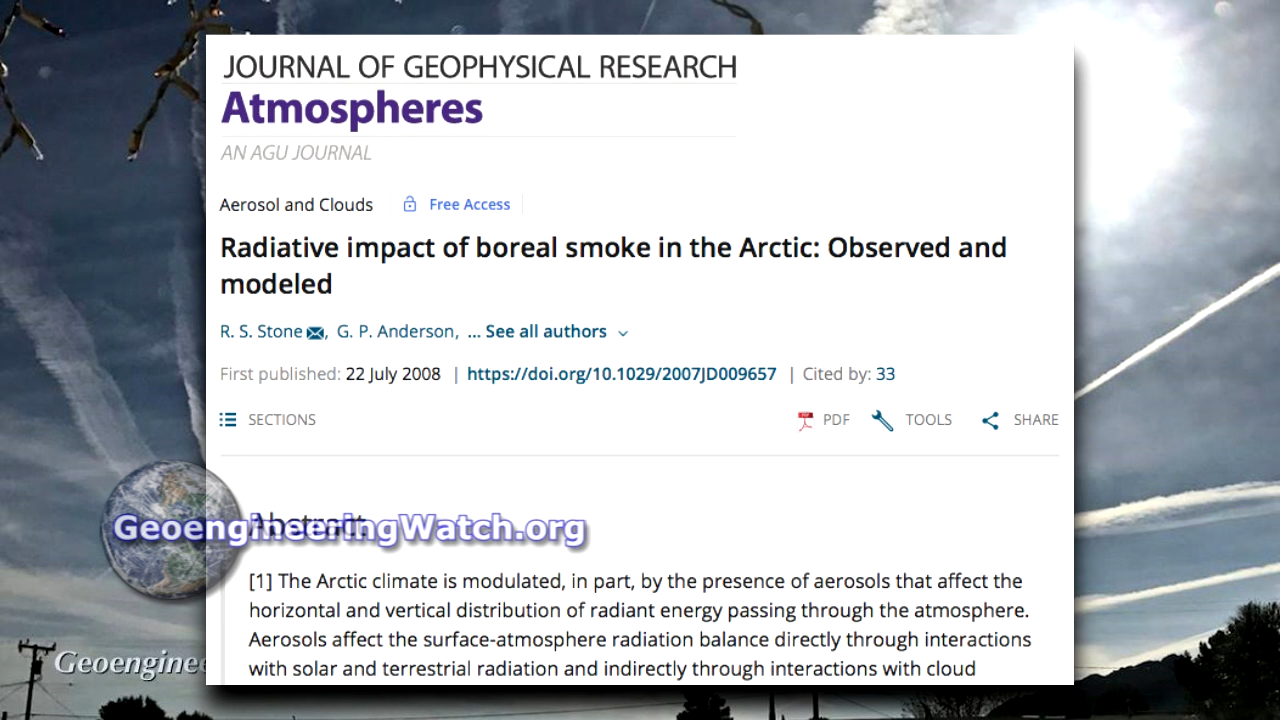 JOURNAL OF GEOPHYSICAL RESEARCH
Atmospheres
AN AGU JOURNAL
Aerosol and Clouds Free Access
Radiative impact of boreal smoke in the Arctic: Observed and
modeled
R. S. Stone, G. P. Anderson, ... See all authors
First published: 22 July 2008 | https://doi.org/10.1029/2007JD009657 | Cited by: 33
SECTIONS PDF TOOLS SHARE
Abstract
GeoengineeringWatch.org
[1] The Arctic climate is modulated, in part, by the presence of aerosols that affect the
horizontal and vertical distribution of radiant energy passing through the atmosphere.
Aerosols affect the surface-atmosphere radiation balance directly through interactions
with solar and terrestrial radiation and indirectly through interactions with cloud
Geoenginee